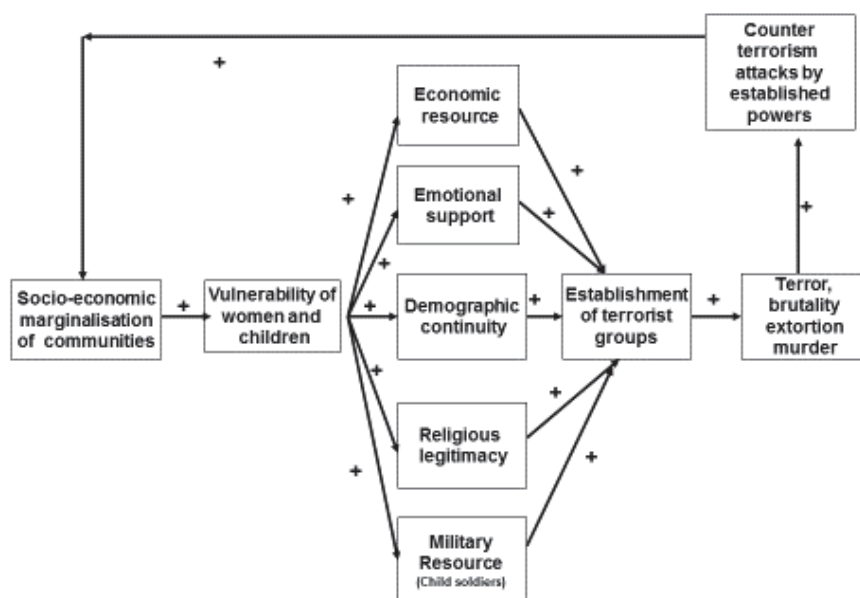 Counter
terrorism
attacks by
established
powers
+
Economic
resource
+
+
Emotional
support
+
+
+
Socio-economic
marginalisation
of communities
+
Vulnerability of
women and
children
+
Demographic
continuity
+
Establishment
of terrorist
groups
+
Terror,
brutality
extortion
murder
+
+
Religious
legitimacy
+
+
Military
Resource
(Child soldiers)